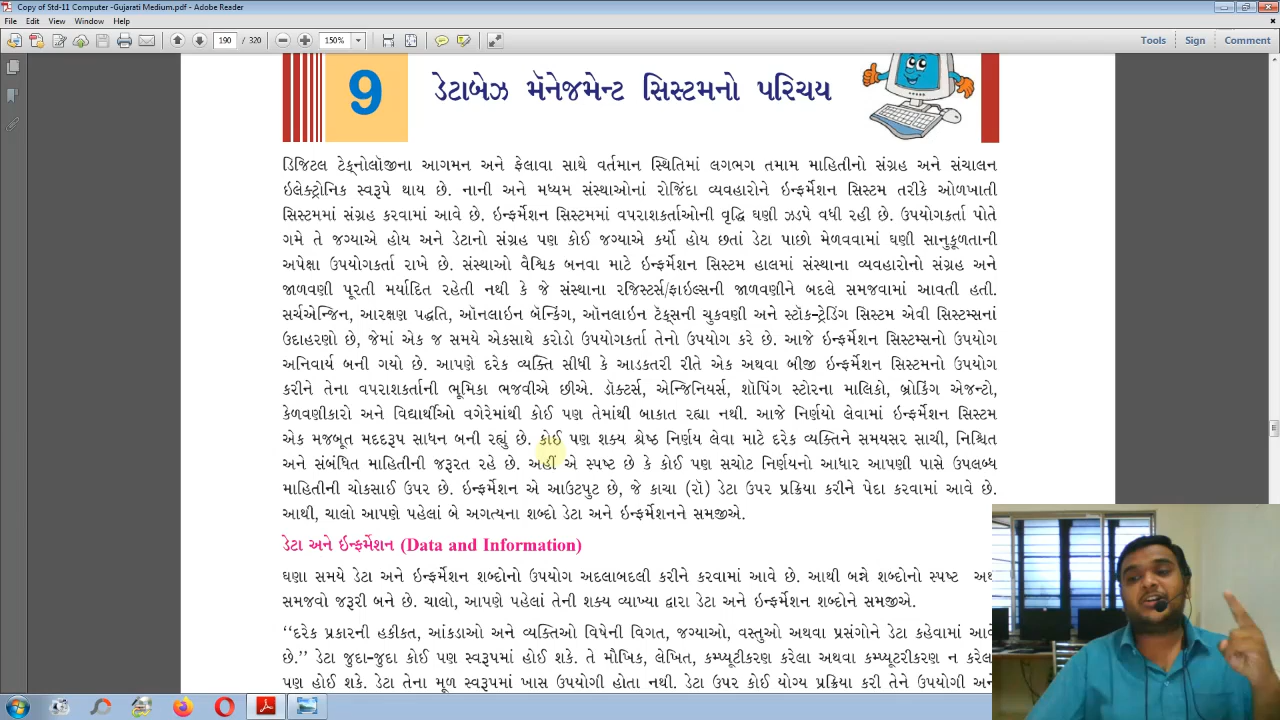 Copy of Std-11 Computer -Gujarati Medium.pdf - Adobe Reader
File Edit View Window Help
190 / 320 150% Tools Sign Comment
9 ડેટાબેઝ મૅનેજમેન્ટ સિસ્ટમનો પરિચય
ડિજિટલ ટેક્નોલૉજીના આગમન અને ફેલાવા સાથે વર્તમાન સ્થિતિમાં લગભગ તમામ માહિતીનો સંગ્રહ અને સંચાલન
ઇલેક્ટ્રોનિક સ્વરૂપે થાય છે. નાની અને મધ્યમ સંસ્થાઓનાં રોજિંદા વ્યવહારોને ઇન્ફર્મેશન સિસ્ટમ તરીકે ઓળખાતી
સિસ્ટમમાં સંગ્રહ કરવામાં આવે છે. ઇન્ફર્મેશન સિસ્ટમમાં વપરાશકર્તાઓની વૃદ્ધિ ઘણી ઝડપે વધી રહી છે. ઉપયોગકર્તા પોતે
ગમે તે જગ્યાએ હોય અને ડેટાનો સંગ્રહ પણ કોઈ જગ્યાએ કર્યો હોય છતાં ડેટા પાછો મેળવવામાં ઘણી સાનુકૂળતાની
અપેક્ષા ઉપયોગકર્તા રાખે છે. સંસ્થાઓ વૈશ્વિક બનવા માટે ઇન્ફર્મેશન સિસ્ટમ હાલમાં સંસ્થાના વ્યવહારોનો સંગ્રહ અને
જાળવણી પૂરતી મર્યાદિત રહેતી નથી કે જે સંસ્થાના રજિસ્ટર્સ/ફાઇલ્સની જાળવણીને બદલે સમજવામાં આવતી હતી.
સર્ચએન્જિન, આરક્ષણ પદ્ધતિ, ઑનલાઇન બૅન્કિંગ, ઑનલાઇન ટૅક્સની ચુકવણી અને સ્ટૉક-ટ્રેડિંગ સિસ્ટમ એવી સિસ્ટમ્સનાં
ઉદાહરણો છે, જેમાં એક જ સમયે એકસાથે કરોડો ઉપયોગકર્તા તેનો ઉપયોગ કરે છે. આજે ઇન્ફર્મેશન સિસ્ટમ્સનો ઉપયોગ
અનિવાર્ય બની ગયો છે. આપણે દરેક વ્યક્તિ સીધી કે આડકતરી રીતે એક અથવા બીજી ઇન્ફર્મેશન સિસ્ટમનો ઉપયોગ
કરીને તેના વપરાશકર્તાની ભૂમિકા ભજવીએ છીએ. ડૉક્ટર્સ, એન્જિનિયર્સ, શૉપિંગ સ્ટોરના માલિકો, બ્રોકિંગ એજન્ટો,
કેળવણીકારો અને વિદ્યાર્થીઓ વગેરેમાંથી કોઈ પણ તેમાંથી બાકાત રહ્યા નથી. આજે નિર્ણયો લેવામાં ઇન્ફર્મેશન સિસ્ટમ
એક મજબૂત મદદરૂપ સાધન બની રહ્યું છે. કોઈ પણ શક્ય શ્રેષ્ઠ નિર્ણય લેવા માટે દરેક વ્યક્તિને સમયસર સાચી, નિશ્ચિત
અને સંબંધિત માહિતીની જરૂરત રહે છે. અહીં એ સ્પષ્ટ છે કે કોઈ પણ સચોટ નિર્ણયનો આધાર આપણી પાસે ઉપલબ્ધ
માહિતીની ચોકસાઈ ઉપર છે. ઇન્ફર્મેશન એ આઉટપુટ છે, જે કાચા (રૉ) ડેટા ઉપર પ્રક્રિયા કરીને પેદા કરવામાં આવે છે.
આથી, ચાલો આપણે પહેલાં બે અગત્યના શબ્દો ડેટા અને ઇન્ફર્મેશનને સમજીએ.
ડેટા અને ઇન્ફર્મેશન (Data and Information)
ઘણા સમયે ડેટા અને ઇન્ફર્મેશન શબ્દોનો ઉપયોગ અદલાબદલી કરીને કરવામાં આવે છે. આથી બન્ને શબ્દોનો સ્પષ્ટ
સમજવો જરૂરી બને છે. ચાલો, આપણે પહેલાં તેની શક્ય વ્યાખ્યા દ્વારા ડેટા અને ઇન્ફર્મેશન શબ્દોને સમજીએ.
‘‘દરેક પ્રકારની હકીકત, આંકડાઓ અને વ્યક્તિઓ વિષેની વિગત, જગ્યાઓ, વસ્તુઓ અથવા પ્રસંગોને ડેટા કહેવામાં
છે.’’ ડેટા જુદા-જુદા કોઈ પણ સ્વરૂપમાં હોઈ શકે. તે મૌખિક, લેખિત, કમ્પ્યૂટીકરણ કરેલા અથવા કમ્પ્યૂટરીકરણ ન
પણ હોઈ શકે. ડેટા તેના મૂળ સ્વરૂપમાં ખાસ ઉપયોગી હોતા નથી. ડેટા ઉપર કોઈ યોગ્ય પ્રક્રિયા કરી તેને ઉપયોગી